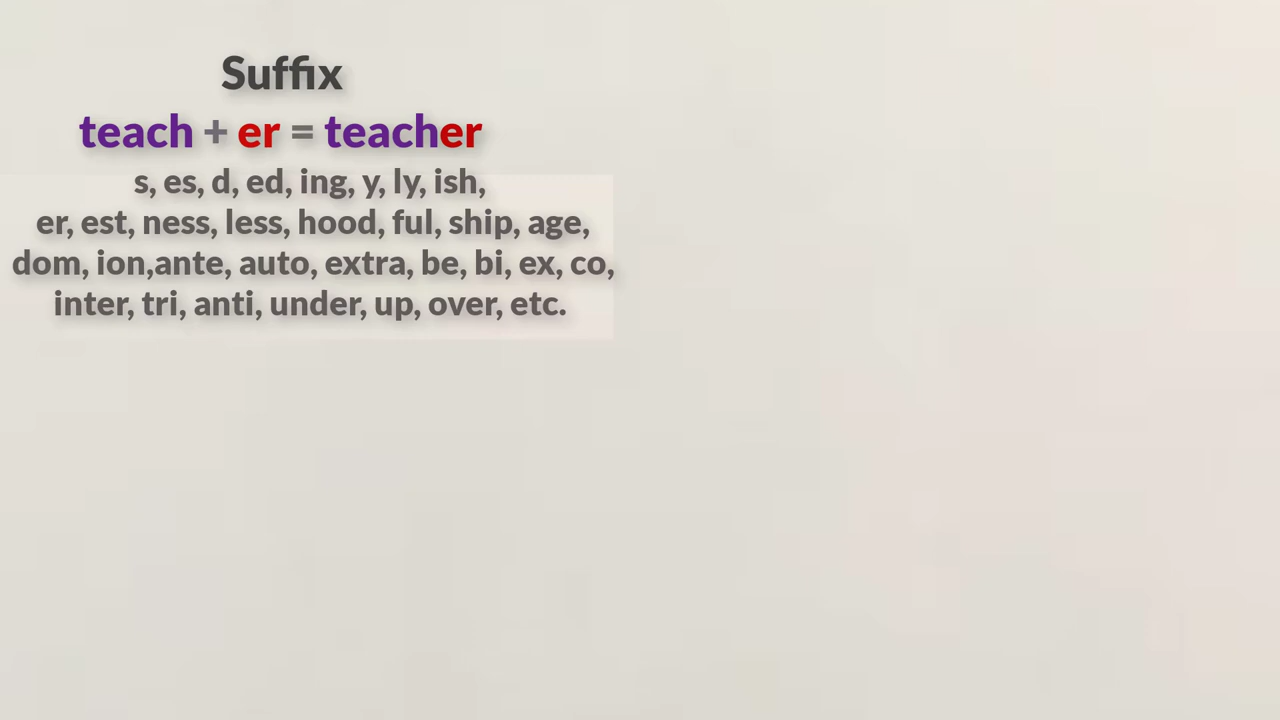 Suffix
teach + er = teacher
s, es, d, ed, ing, y, ly, ish,
er, est, ness, less, hood, ful, ship, age,
dom, ion,ante, auto, extra, be, bi, ex, co,
inter, tri, anti, under, up, over, etc.